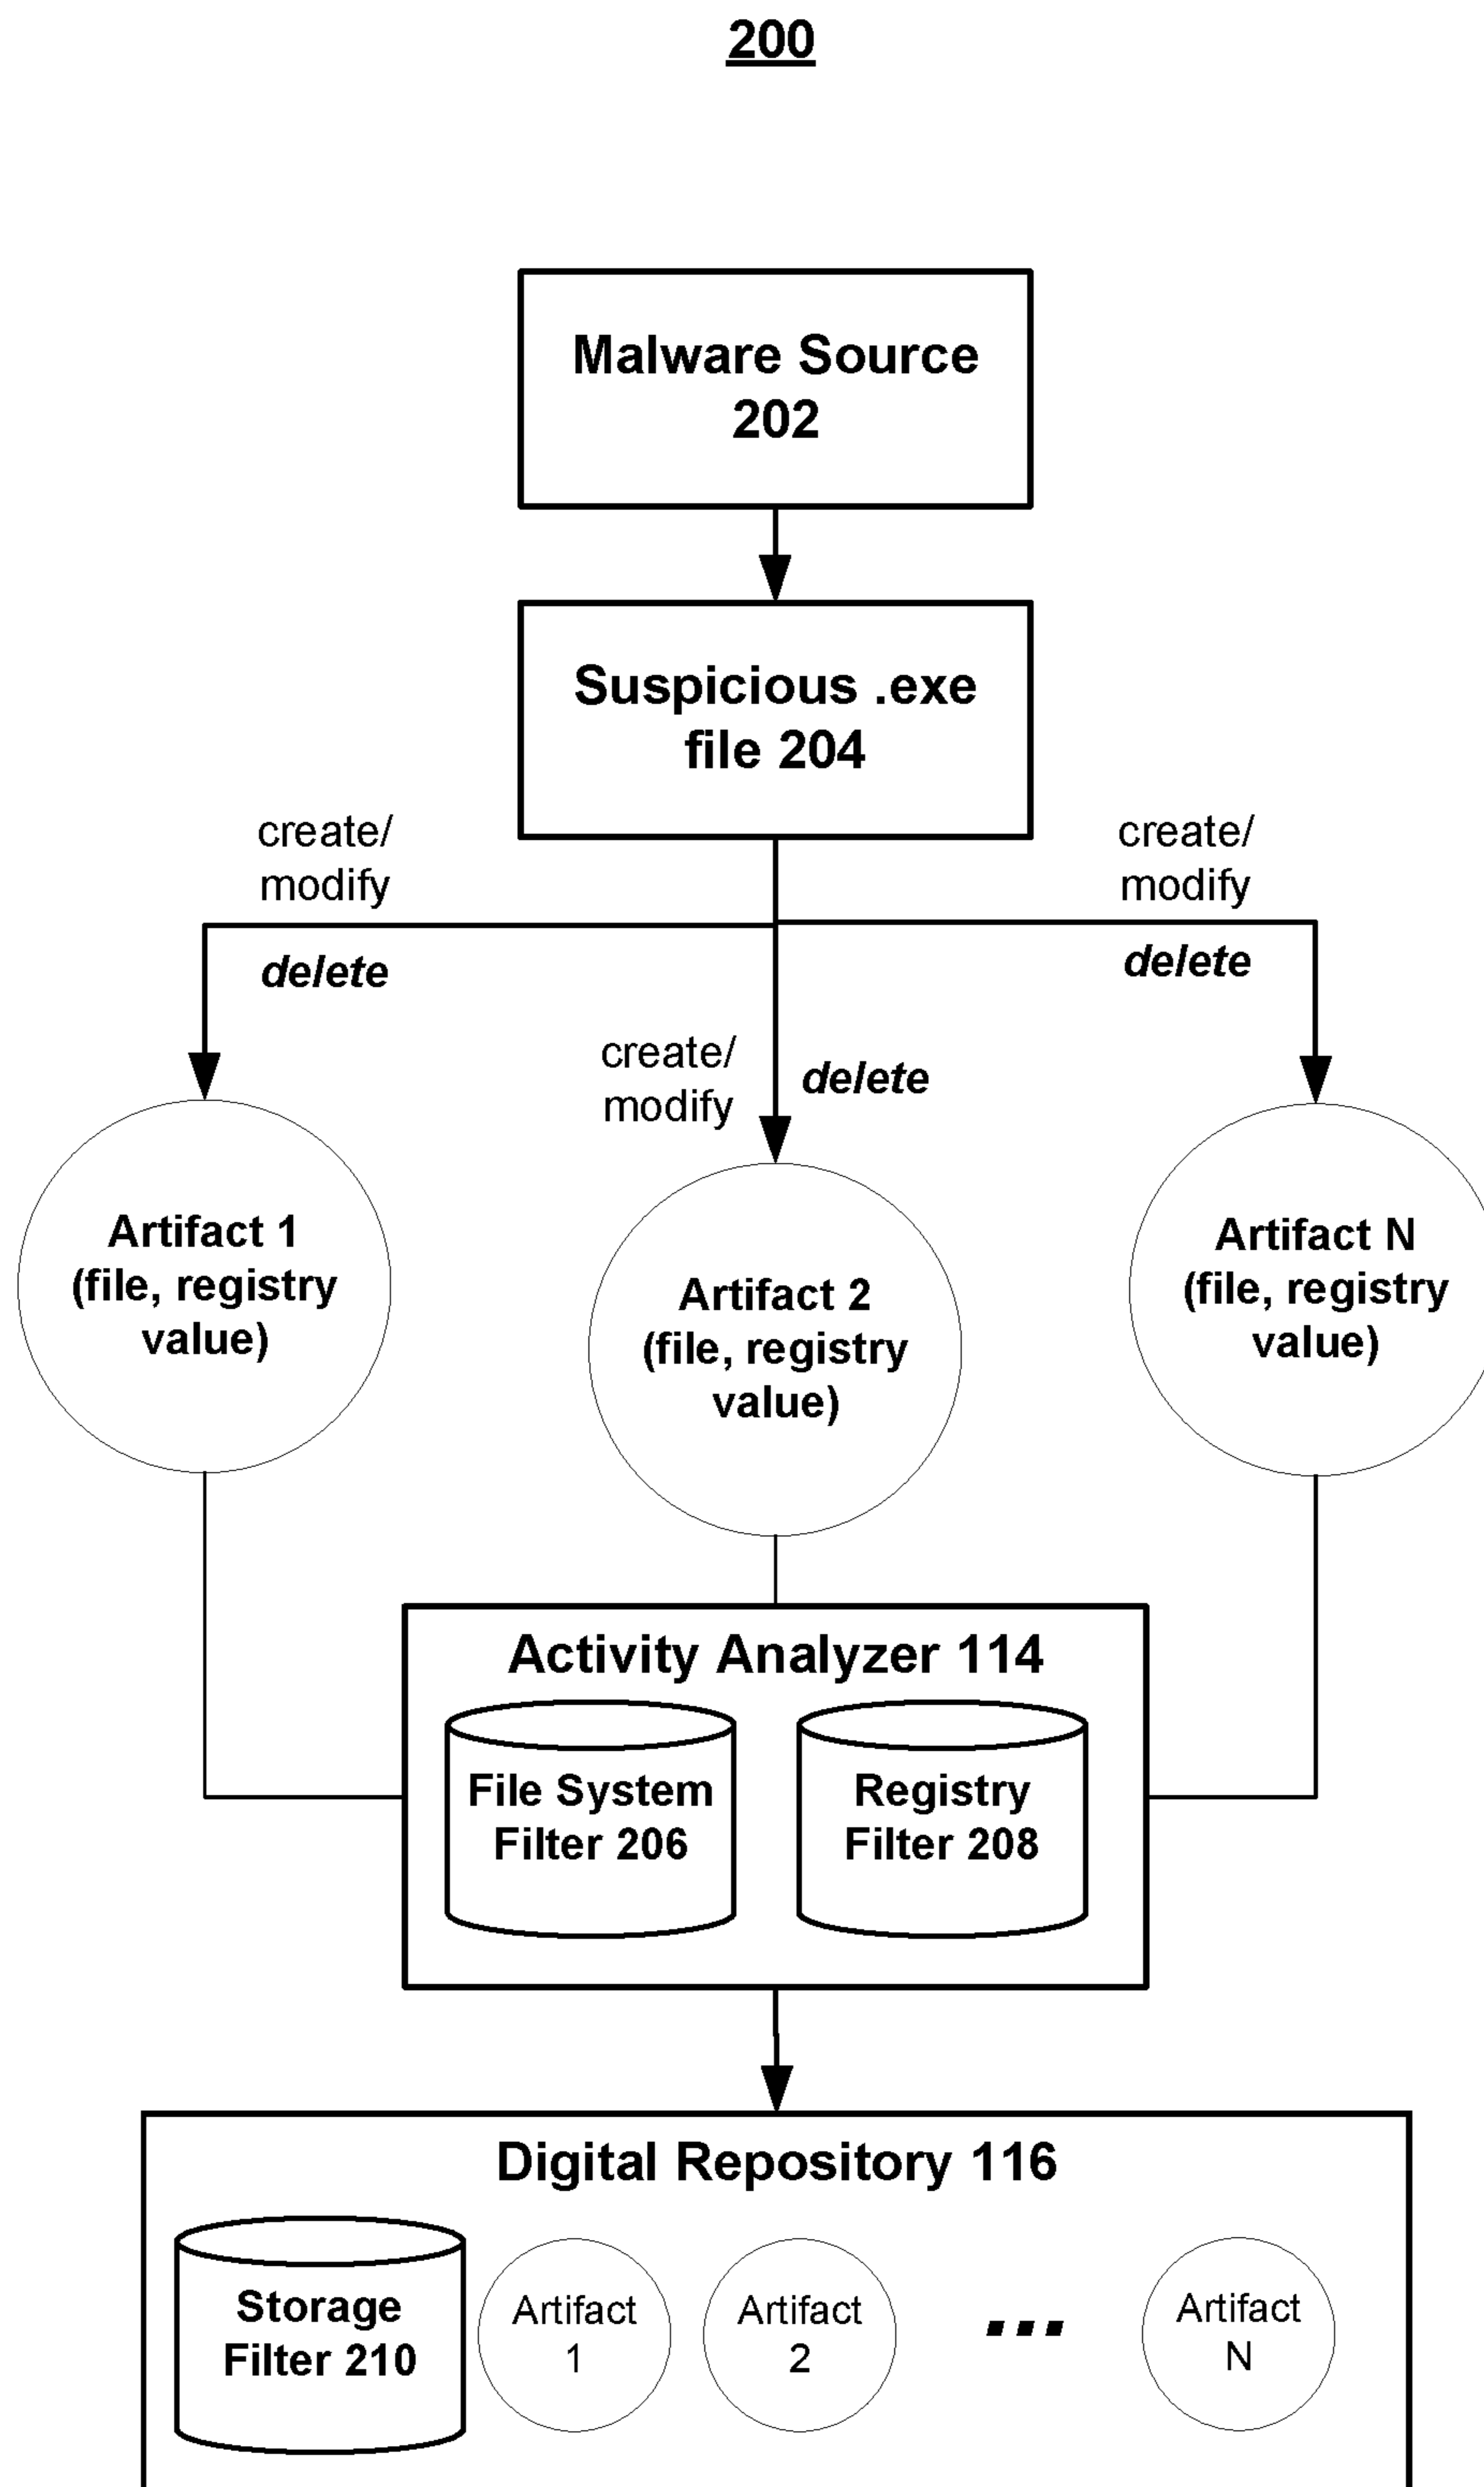 200
Malware Source
202
Suspicious .exe
file 204
create/
modify
delete
create/
modify
delete
create/
modify
delete
Artifact 1
(file, registry
value)
Artifact 2
(file, registry
value)
Artifact N
(file, registry
value)
Activity Analyzer 114
File System
Filter 206
Registry
Filter 208
Digital Repository 116
Storage
Filter 210
Artifact
1
Artifact
2
...
Artifact
N